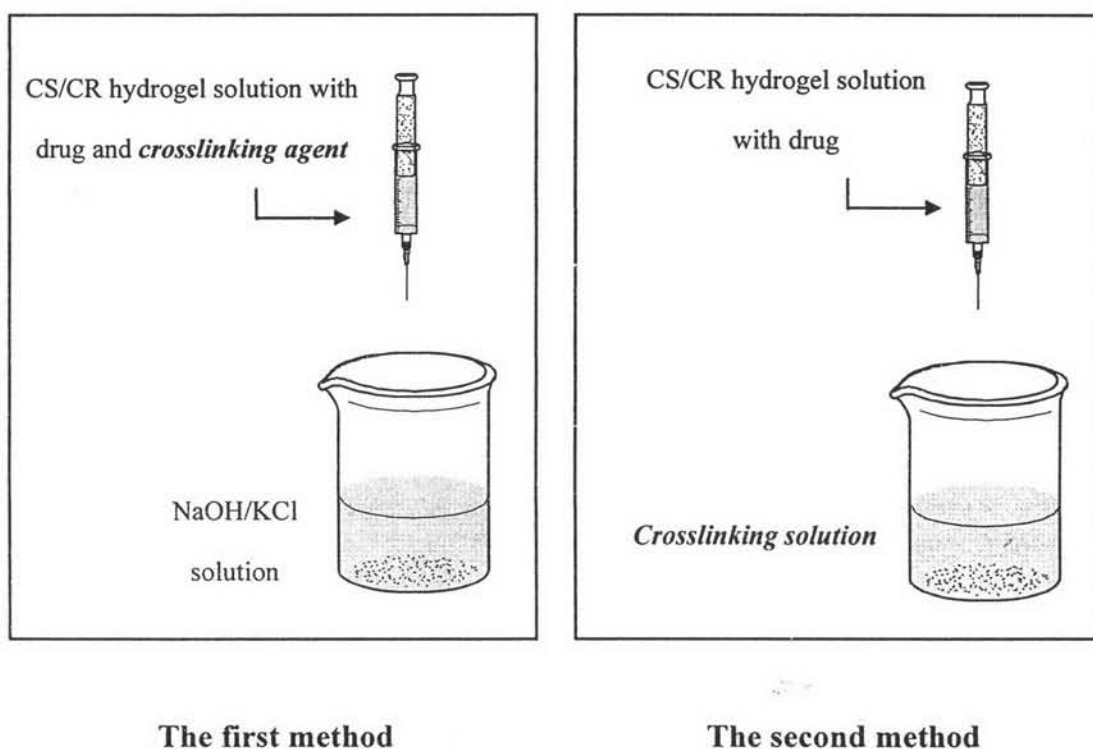 CS/CR hydrogel solution with
drug and crosslinking agent
NaOH/KCl
solution
The first method
CS/CR hydrogel solution
with drug
Crosslinking solution
The second method